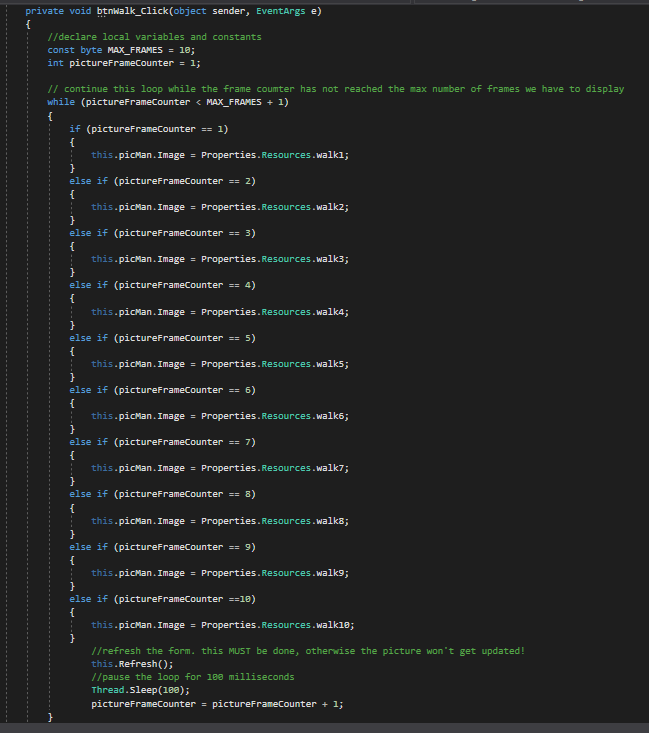 private void btnWalk_Click(object sender, EventArgs e)
{
//declare local variables and constants
const byte MAX_FRAMES = 10;
int pictureFrameCounter = 1;
// continue this loop while the frame coumter has not reached the max number of frames we have to display
while (pictureFrameCounter < MAX_FRAMES + 1)
{
if (pictureFrameCounter == 1)
{
this.picMan.Image = Properties.Resources.walk1;
}
else if (pictureFrameCounter == 2)
{
this.picMan.Image = Properties.Resources.walk2;
}
else if (pictureFrameCounter == 3)
{
this.picMan.Image = Properties.Resources.walk3;
}
else if (pictureFrameCounter == 4)
{
this.picMan.Image = Properties.Resources.walk4;
}
else if (pictureFrameCounter == 5)
{
this.picMan.Image = Properties.Resources.walk5;
}
else if (pictureFrameCounter == 6)
{
this.picMan.Image = Properties.Resources.walk6;
}
else if (pictureFrameCounter == 7)
{
this.picMan.Image = Properties.Resources.walk7;
}
else if (pictureFrameCounter == 8)
{
this.picMan.Image = Properties.Resources.walk8;
}
else if (pictureFrameCounter == 9)
{
this.picMan.Image = Properties.Resources.walk9;
}
else if (pictureFrameCounter ==10)
{
this.picMan.Image = Properties.Resources.walk10;
}
//refresh the form. this MUST be done, otherwise the picture won't get updated!
this.Refresh();
//pause the loop for 100 milliseconds
Thread.Sleep(100);
pictureFrameCounter = pictureFrameCounter + 1;
}